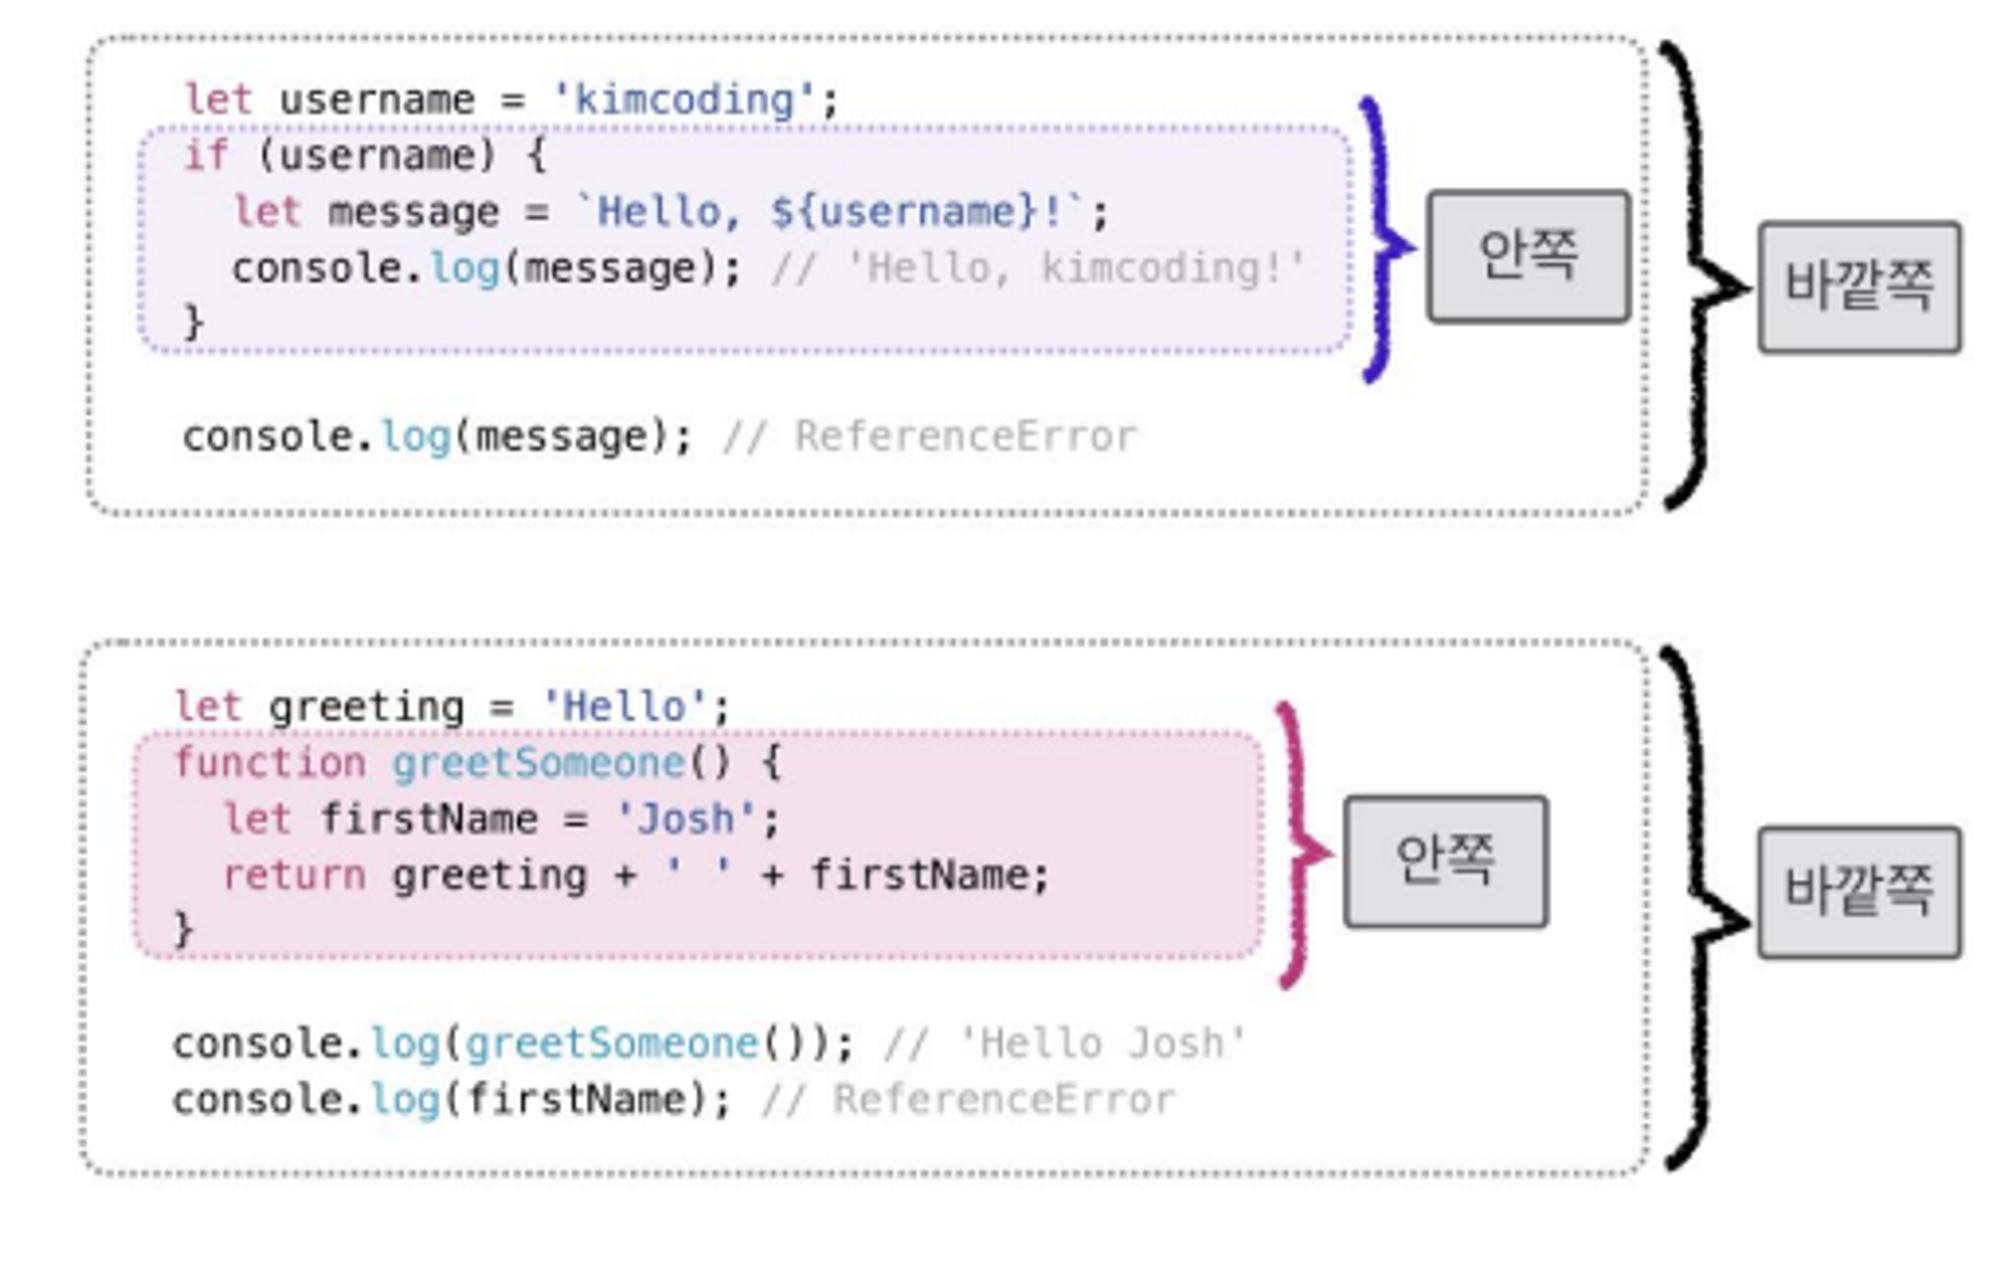 let username = 'kimcoding';
if (username) {
let message = `Hello, ${username}!`;
console.log(message); // 'Hello, kimcoding!'
}
안쪽
바깥쪽
console.log(message); // ReferenceError
let greeting = 'Hello';
function greetSomeone() {
let firstName = 'Josh';
return greeting + ' ' + firstName;
}
안쪽
바깥쪽
console.log(greetSomeone()); // 'Hello Josh'
console.log(firstName); // ReferenceError